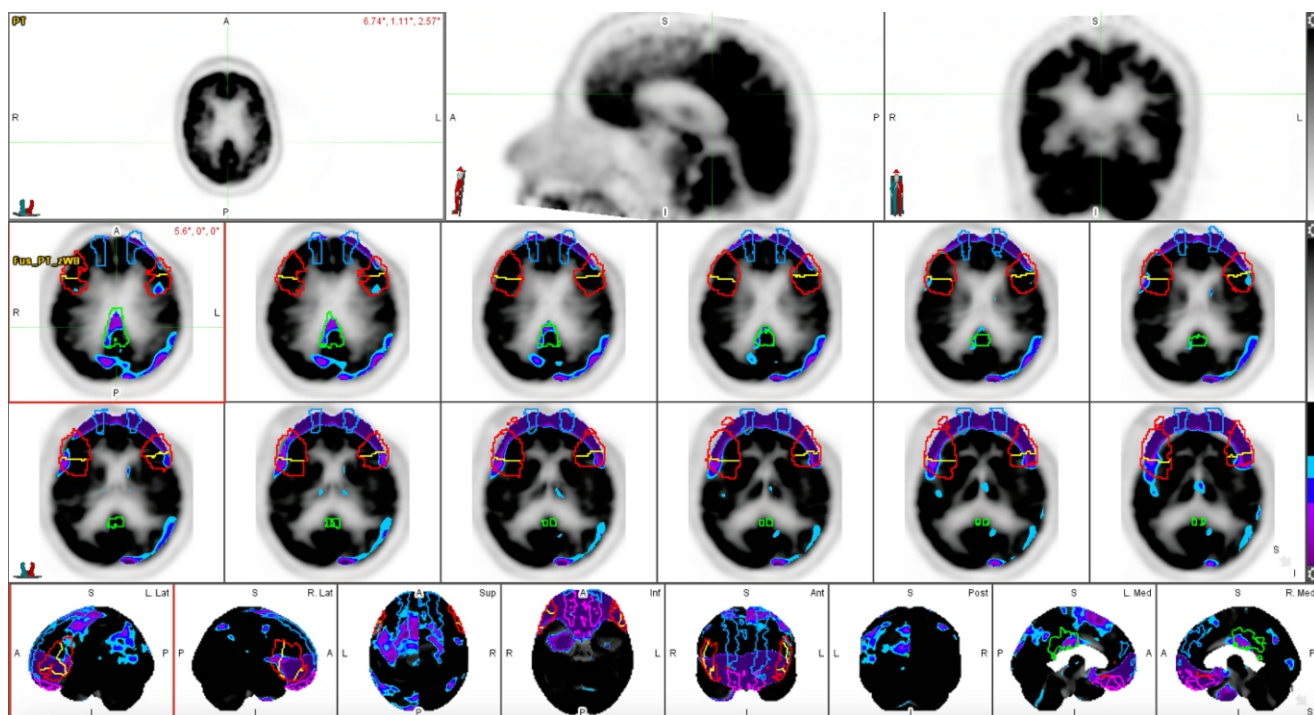 PT
A
6.74°, 1.11°, 2.57°
R
L
P
S
A
P
I
S
R
L
I
A
5.6°, 0°, 0°
Fus_PT_zWB
R
L
P
S
I
S
L. Lat
A
P
I
S
R. Lat
P
A
I
A
Sup
L
R
P
A
Inf
R
L
P
S
Ant
R
L
I
S
Post
L
R
I
S
L. Med
P
A
I
S
R. Med
A
P
I
S